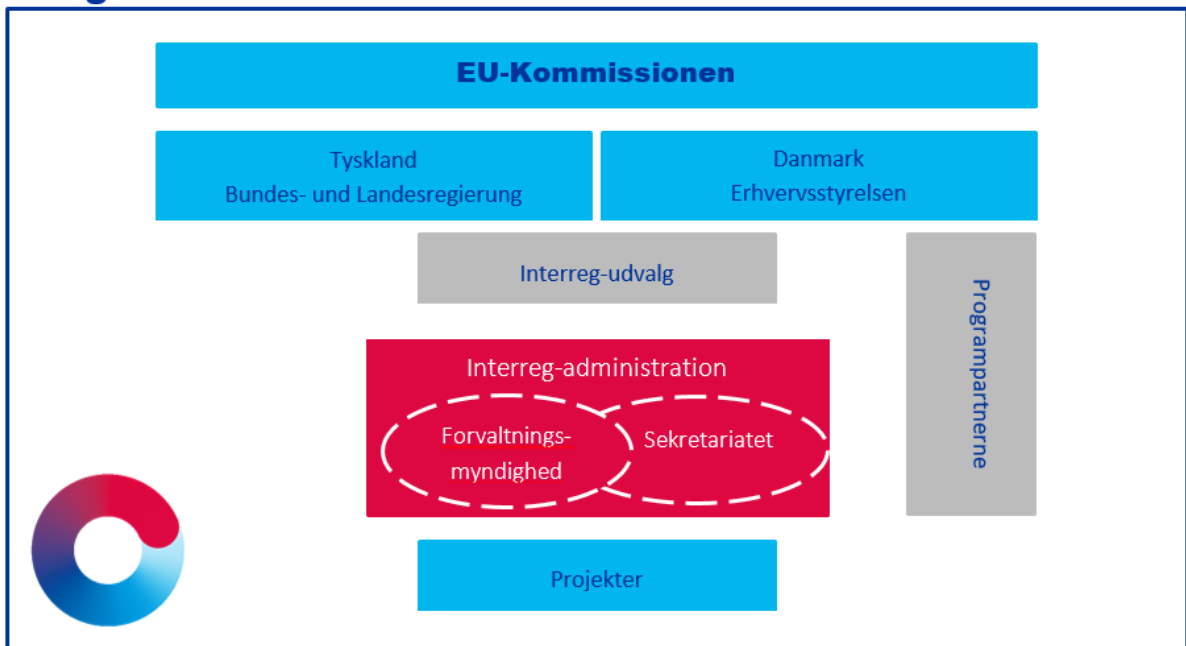 EU-Kommissionen
Tyskland
Bundes- und Landesregierung
Danmark
Erhvervsstyrelsen
Interreg-udvalg
Programpartnerne
Interreg-administration
Forvaltnings-
myndighed
Sekretariatet
Projekter